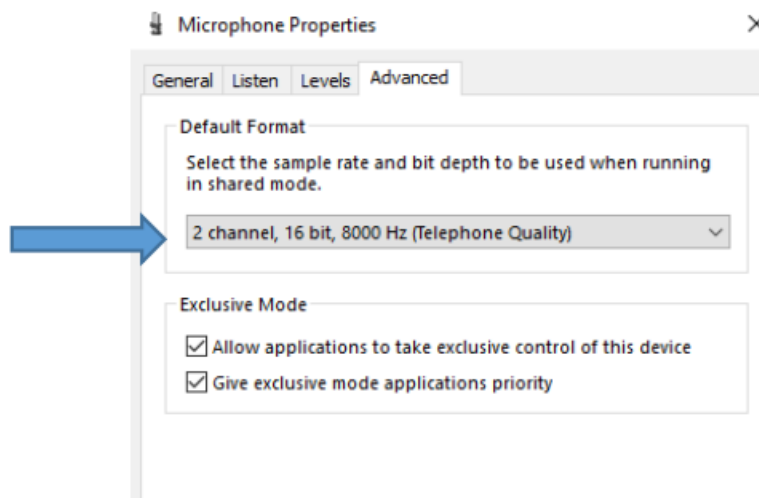 Microphone Properties
General Listen Levels Advanced
Default Format
Select the sample rate and bit depth to be used when running
in shared mode.
2 channel, 16 bit, 8000 Hz (Telephone Quality)
Exclusive Mode
Allow applications to take exclusive control of this device
Give exclusive mode applications priority